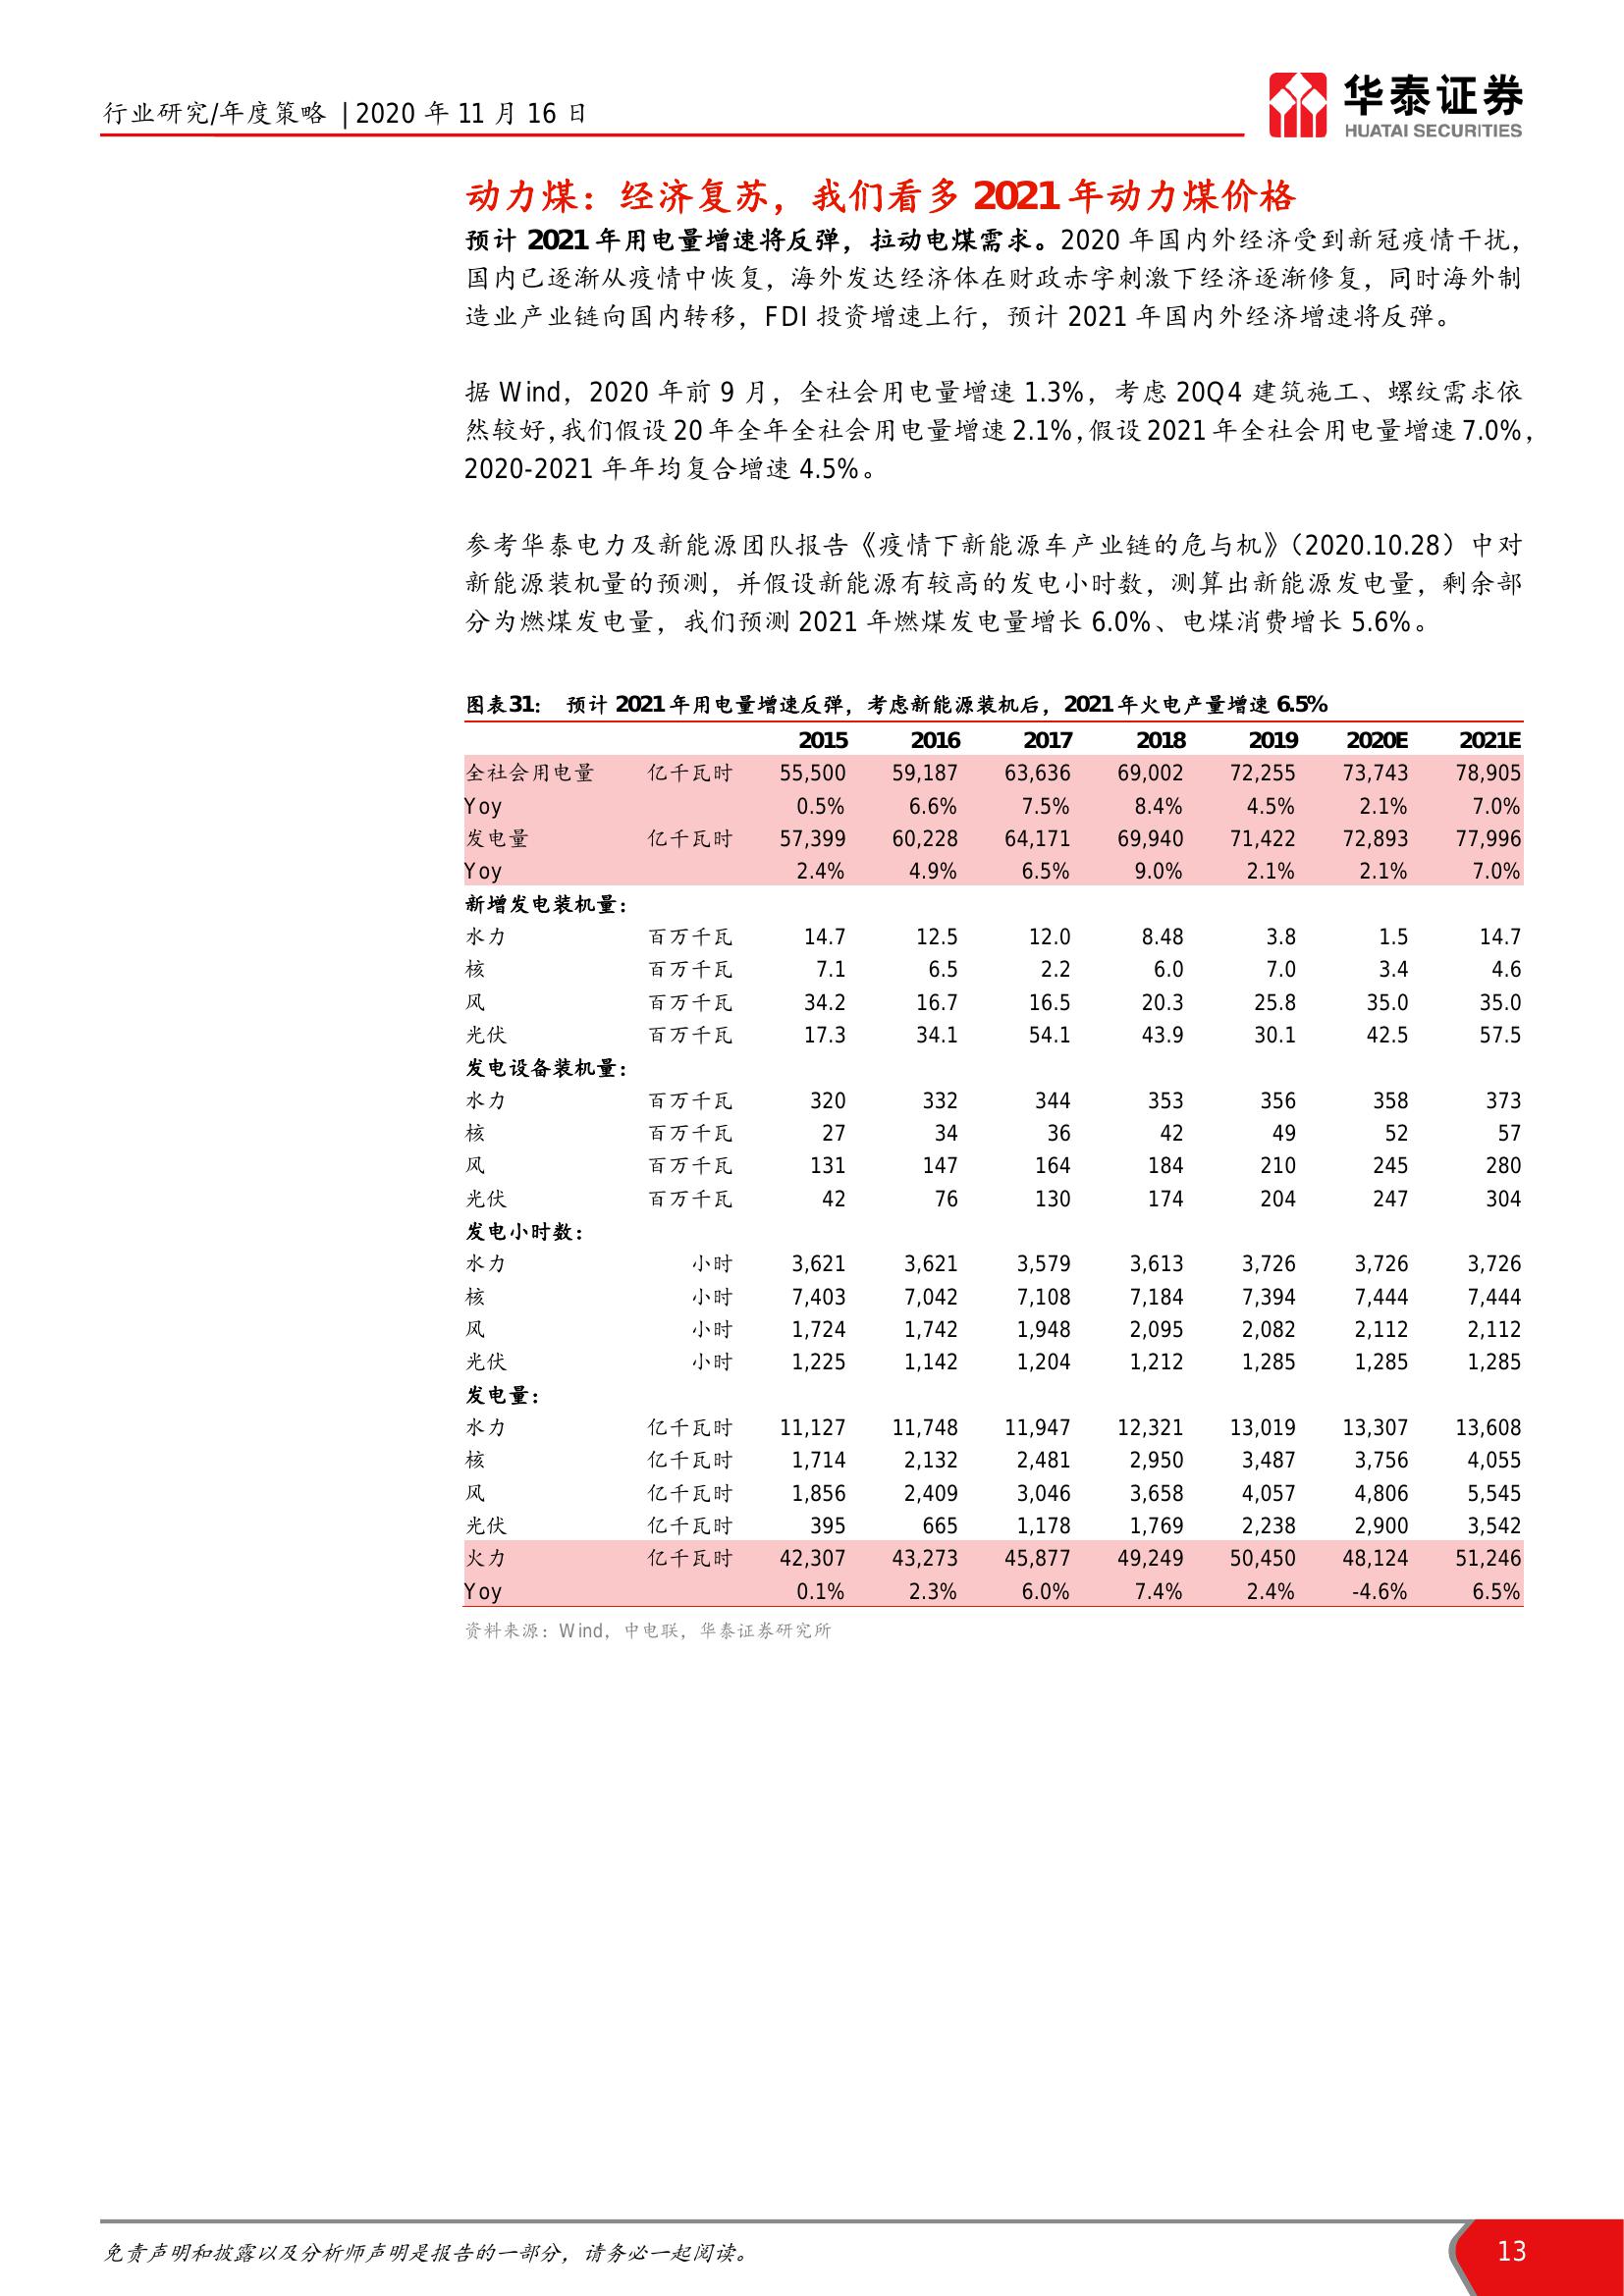 行业研究/年度策略 | 2020 年 11 月 16 日
华泰证券
HUATAI SECURITIES
动力煤：经济复苏，我们看多 2021 年动力煤价格
预计 2021 年用电量增速将反弹，拉动电煤需求。2020 年国内外经济受到新冠疫情干扰，
国内已逐渐从疫情中恢复，海外发达经济体在财政赤字刺激下经济逐渐修复，同时海外制
造业产业链向国内转移，FDI 投资增速上行，预计 2021 年国内外经济增速将反弹。
据 Wind，2020 年前 9 月，全社会用电量增速 1.3%，考虑 20Q4 建筑施工、螺纹需求依
然较好，我们假设 20 年全年全社会用电量增速 2.1%，假设 2021 年全社会用电量增速 7.0%，
2020-2021 年年均复合增速 4.5%。
参考华泰电力及新能源团队报告《疫情下新能源车产业链的危与机》（2020.10.28）中对
新能源装机量的预测，并假设新能源有较高的发电小时数，测算出新能源发电量，剩余部
分为燃煤发电量，我们预测 2021 年燃煤发电量增长 6.0%、电煤消费增长 5.6%。
图表31： 预计 2021 年用电量增速反弹，考虑新能源装机后，2021 年火电产量增速 6.5%
2015 2016 2017 2018 2019 2020E 2021E
全社会用电量 亿千瓦时 55,500 59,187 63,636 69,002 72,255 73,743 78,905
Yoy 0.5% 6.6% 7.5% 8.4% 4.5% 2.1% 7.0%
发电量 亿千瓦时 57,399 60,228 64,171 69,940 71,422 72,893 77,996
Yoy 2.4% 4.9% 6.5% 9.0% 2.1% 2.1% 7.0%
新增发电装机量：
水力 百万千瓦 14.7 12.5 12.0 8.48 3.8 1.5 14.7
核 百万千瓦 7.1 6.5 2.2 6.0 7.0 3.4 4.6
风 百万千瓦 34.2 16.7 16.5 20.3 25.8 35.0 35.0
光伏 百万千瓦 17.3 34.1 54.1 43.9 30.1 42.5 57.5
发电设备装机量：
水力 百万千瓦 320 332 344 353 356 358 373
核 百万千瓦 27 34 36 42 49 52 57
风 百万千瓦 131 147 164 184 210 245 280
光伏 百万千瓦 42 76 130 174 204 247 304
发电小时数：
水力 小时 3,621 3,621 3,579 3,613 3,726 3,726 3,726
核 小时 7,403 7,042 7,108 7,184 7,394 7,444 7,444
风 小时 1,724 1,742 1,948 2,095 2,082 2,112 2,112
光伏 小时 1,225 1,142 1,204 1,212 1,285 1,285 1,285
发电量：
水力 亿千瓦时 11,127 11,748 11,947 12,321 13,019 13,307 13,608
核 亿千瓦时 1,714 2,132 2,481 2,950 3,487 3,756 4,055
风 亿千瓦时 1,856 2,409 3,046 3,658 4,057 4,806 5,545
光伏 亿千瓦时 395 665 1,178 1,769 2,238 2,900 3,542
火力 亿千瓦时 42,307 43,273 45,877 49,249 50,450 48,124 51,246
Yoy 0.1% 2.3% 6.0% 7.4% 2.4% -4.6% 6.5%
资料来源：Wind，中电联，华泰证券研究所
免责声明和披露以及分析师声明是报告的一部分，请务必一起阅读。
13